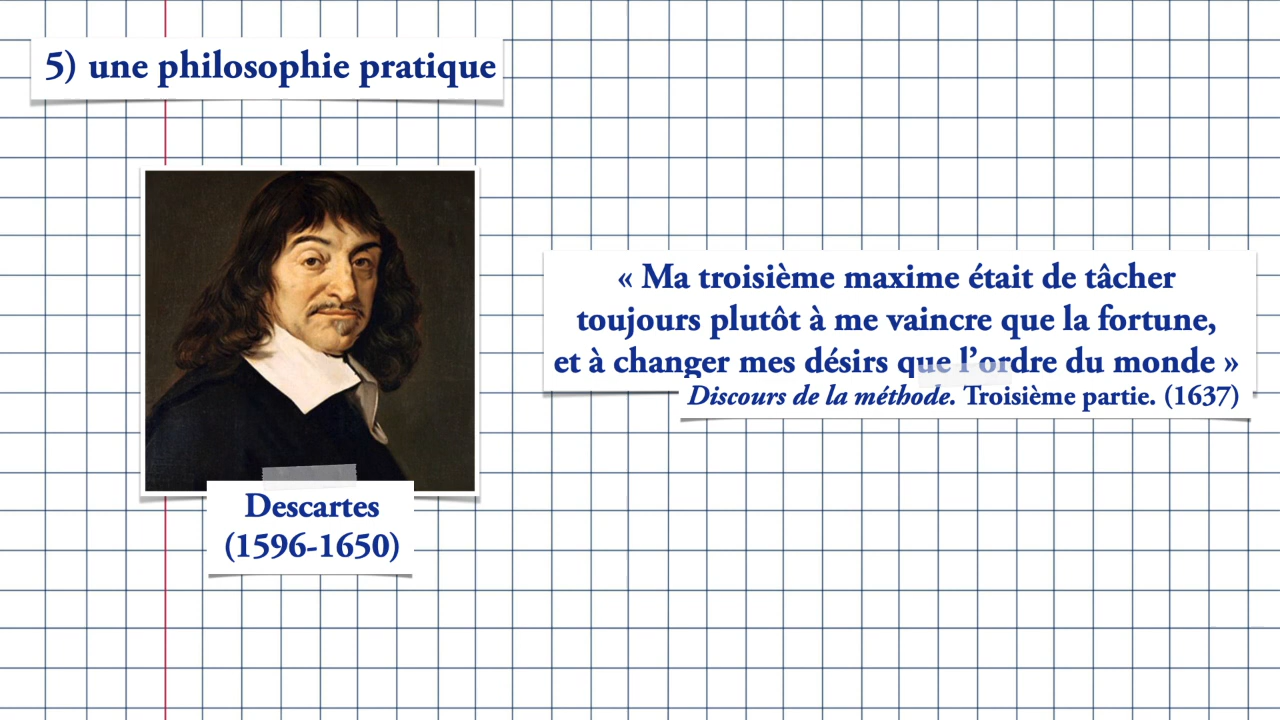 5) une philosophie pratique
« Ma troisième maxime était de tâcher
toujours plutôt à me vaincre que la fortune,
et à changer mes désirs que l’ordre du monde »
Discours de la méthode. Troisième partie. (1637)
Descartes
(1596-1650)